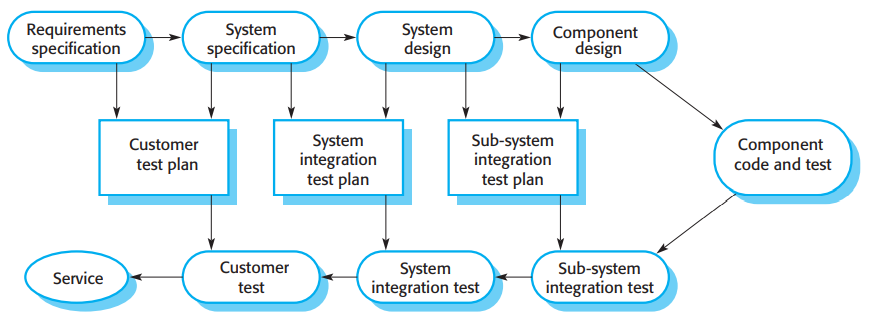 Requirements
specification
System
specification
System
design
Component
design
Customer
test plan
System
integration
test plan
Sub-system
integration
test plan
Component
code and test
Service
Customer
test
System
integration test
Sub-system
integration test